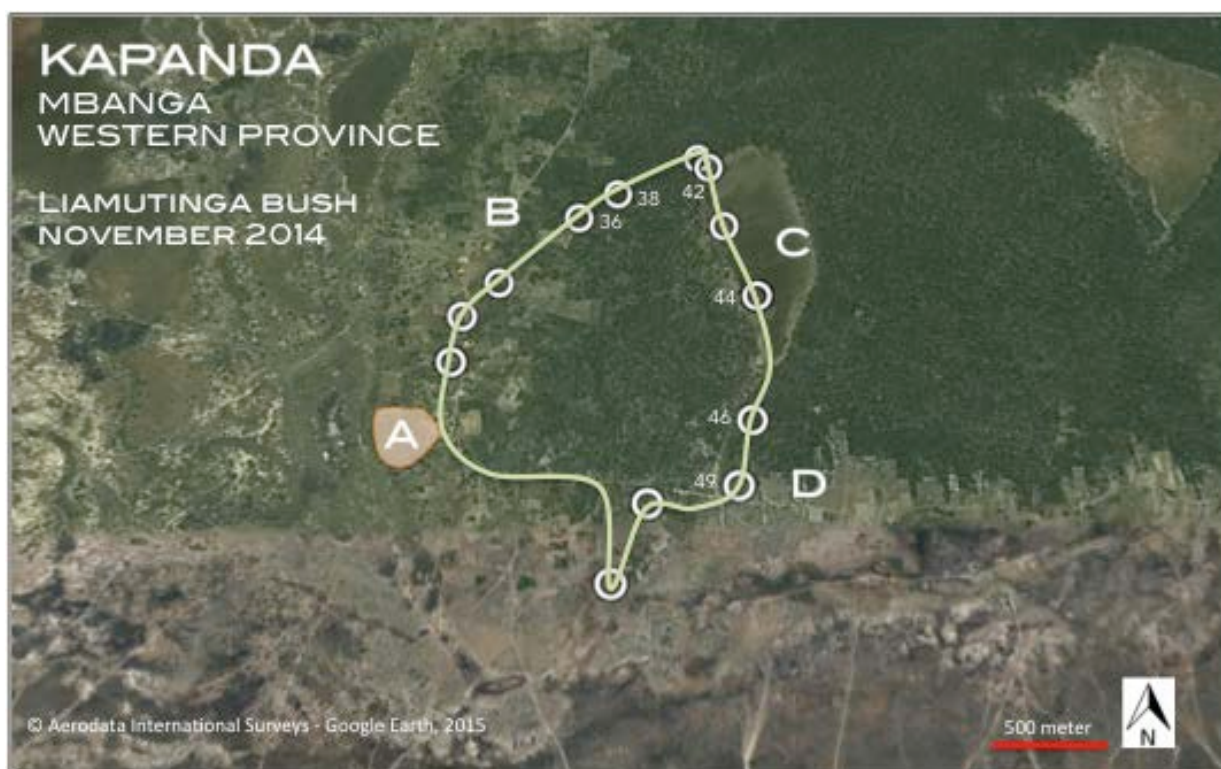 KAPANDA
MBANGA
WESTERN PROVINCE
LIAMUTINGA BUSH
NOVEMBER 2014
B
38
36
42
C
44
A
46
49
D
© Aerodata International Surveys - Google Earth, 2015
500 meter
N